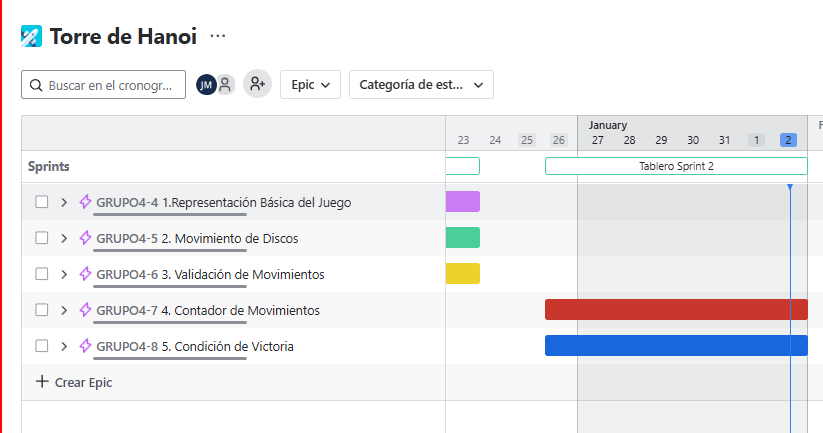 Torre de Hanoi ...
Buscar en el cronogr...
JM
Epic
Categoría de est...
January
F
23 24 25 26 27 28 29 30 31 1 2
Sprints
Tablero Sprint 2
GRUPO4-4 1.Representación Básica del Juego
GRUPO4-5 2. Movimiento de Discos
GRUPO4-6 3. Validación de Movimientos
GRUPO4-7 4. Contador de Movimientos
GRUPO4-8 5. Condición de Victoria
+ Crear Epic